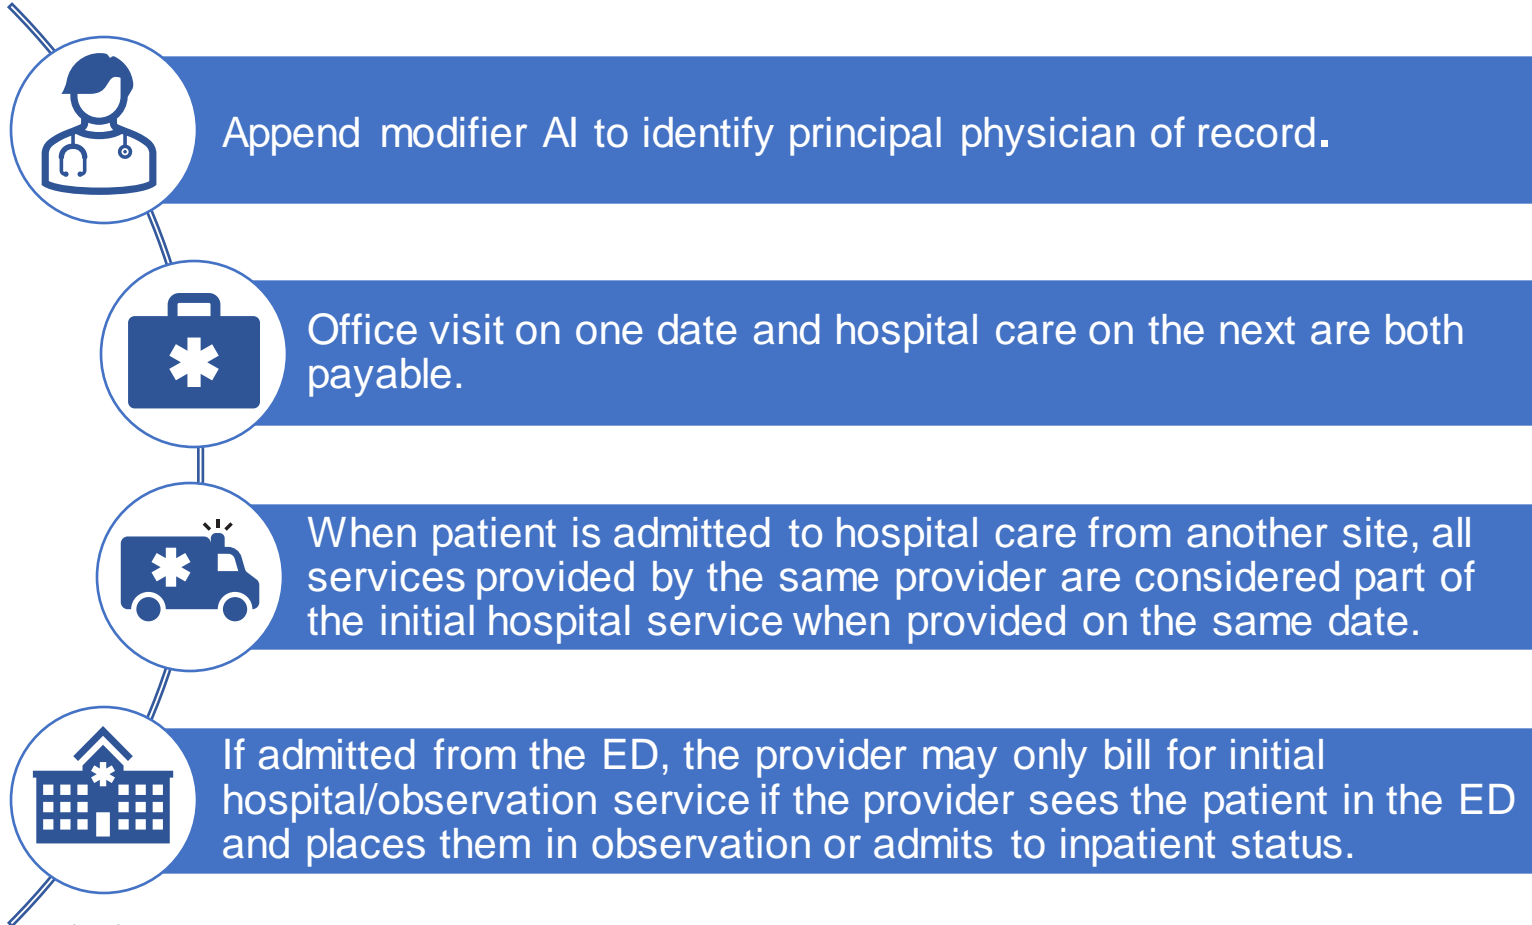 Append modifier AI to identify principal physician of record.
Office visit on one date and hospital care on the next are both
payable.
When patient is admitted to hospital care from another site, all
services provided by the same provider are considered part of
the initial hospital service when provided on the same date.
If admitted from the ED, the provider may only bill for initial
hospital/observation service if the provider sees the patient in the ED
and places them in observation or admits to inpatient status.